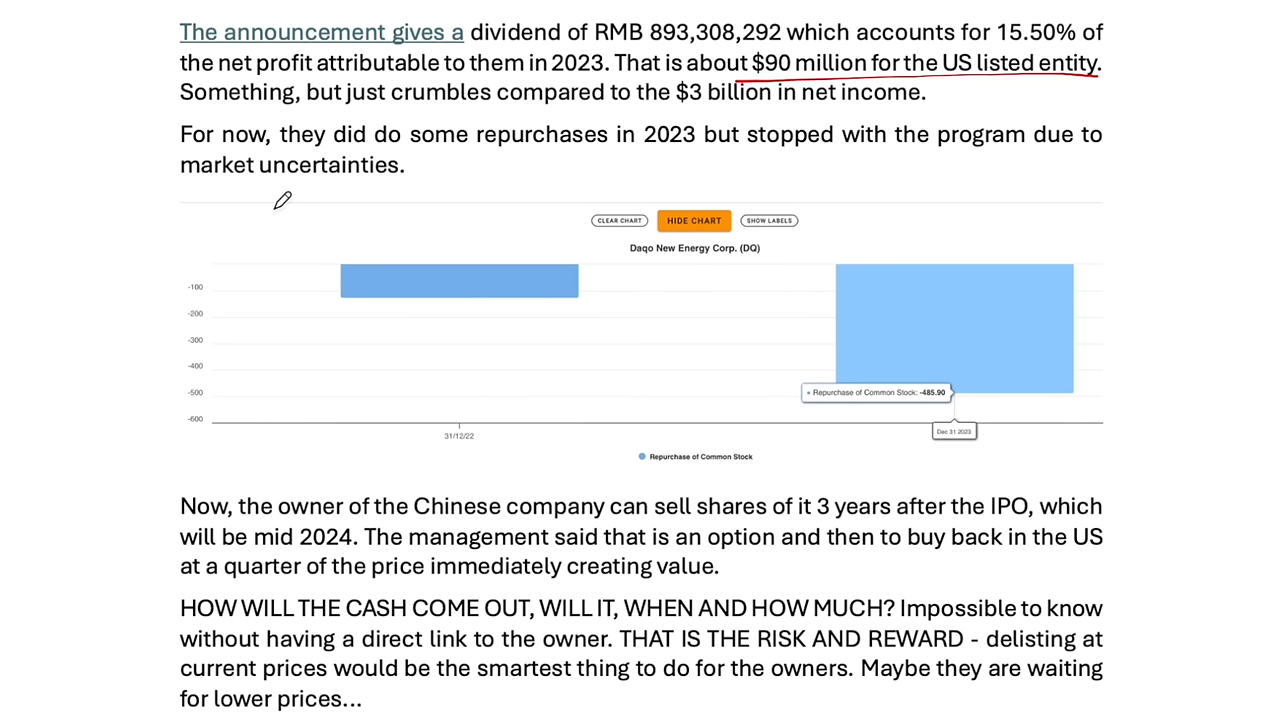 The announcement gives a dividend of RMB 893,308,292 which accounts for 15.50% of
the net profit attributable to them in 2023. That is about $90 million for the US listed entity.
Something, but just crumbles compared to the $3 billion in net income.
For now, they did do some repurchases in 2023 but stopped with the program due to
market uncertainties.
CLEAR CHART HIDE CHART SHOW LABELS
Daqo New Energy Corp. (DQ)
-100
-200
-300
-400
-500
-600
Repurchase of Common Stock: -485.90
31/12/22
Dec 31 2023
Repurchase of Common Stock
Now, the owner of the Chinese company can sell shares of it 3 years after the IPO, which
will be mid 2024. The management said that is an option and then to buy back in the US
at a quarter of the price immediately creating value.
HOW WILL THE CASH COME OUT, WILL IT, WHEN AND HOW MUCH? Impossible to know
without having a direct link to the owner. THAT IS THE RISK AND REWARD - delisting at
current prices would be the smartest thing to do for the owners. Maybe they are waiting
for lower prices...